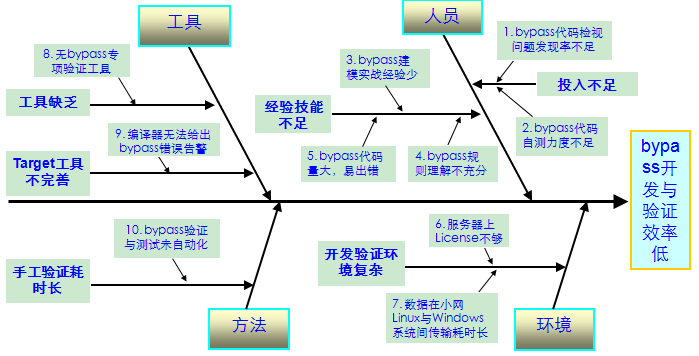 工具
人员
8. 无bypass专
项验证工具
工具缺乏
9. 编译器无法给出
bypass错误告警
Target工具
不完善
3. bypass建
模实战经验少
经验技能
不足
5. bypass代码
量大，易出错
4. bypass规
则理解不充分
1. bypass代码检视
问题发现率不足
投入不足
2. bypass代码
自测力度不足
bypa
ss开
发与
验证
效率
低
10. bypass验证
与测试未自动化
手工验证耗
时长
方法
6. 服务器上
License不够
开发验证环
境复杂
7. 数据在小网
Linux与Windows
系统间传输耗时长
环境